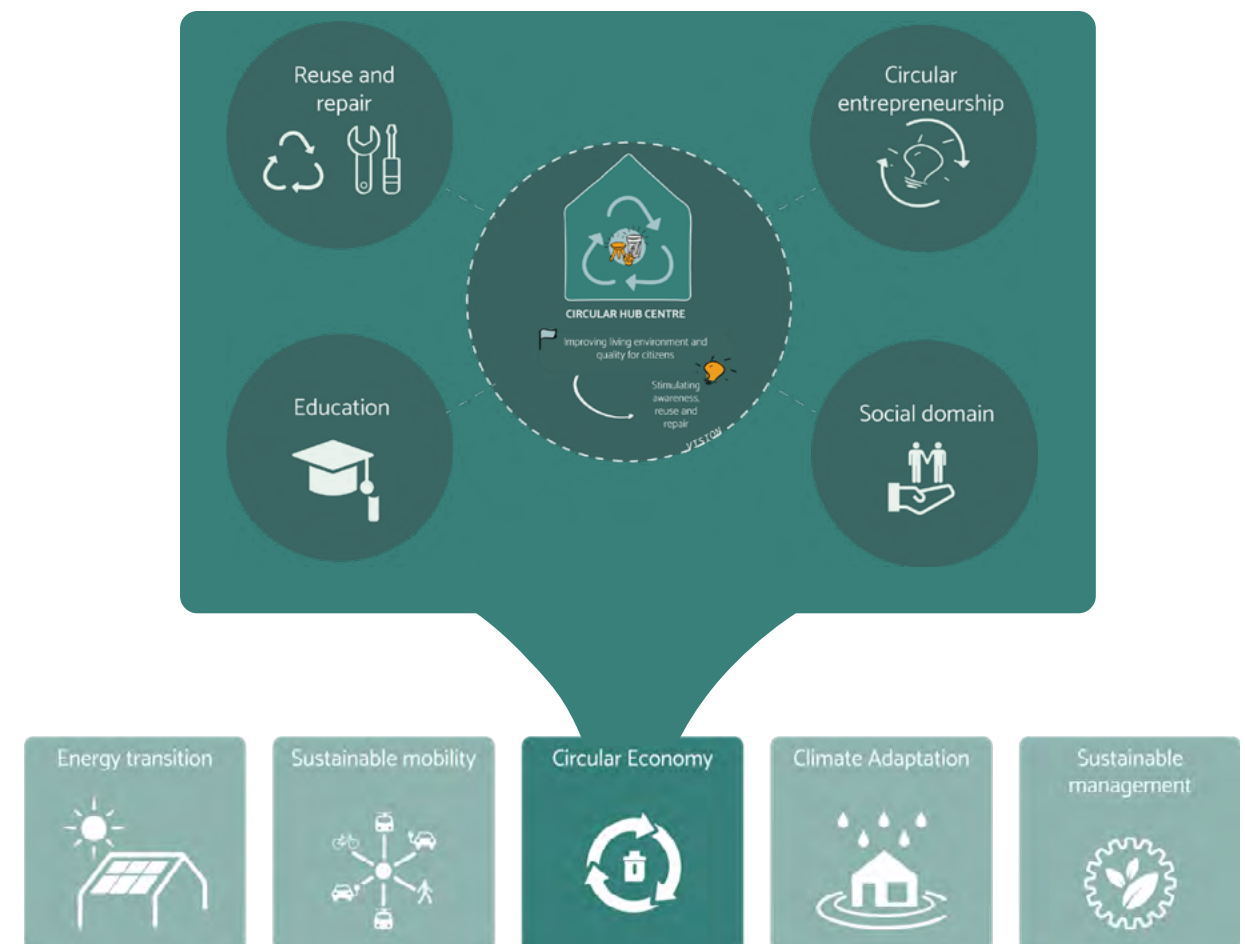 Reuse and
repair
Circular
entrepreneurship
CIRCULAR HUB CENTRE
Improving living environment and
quality for citizens
Stimulating
awareness,
reuse and
repair
VISION
Education
Social domain
Energy transition
Sustainable mobility
Circular Economy
Climate Adaptation
Sustainable
management